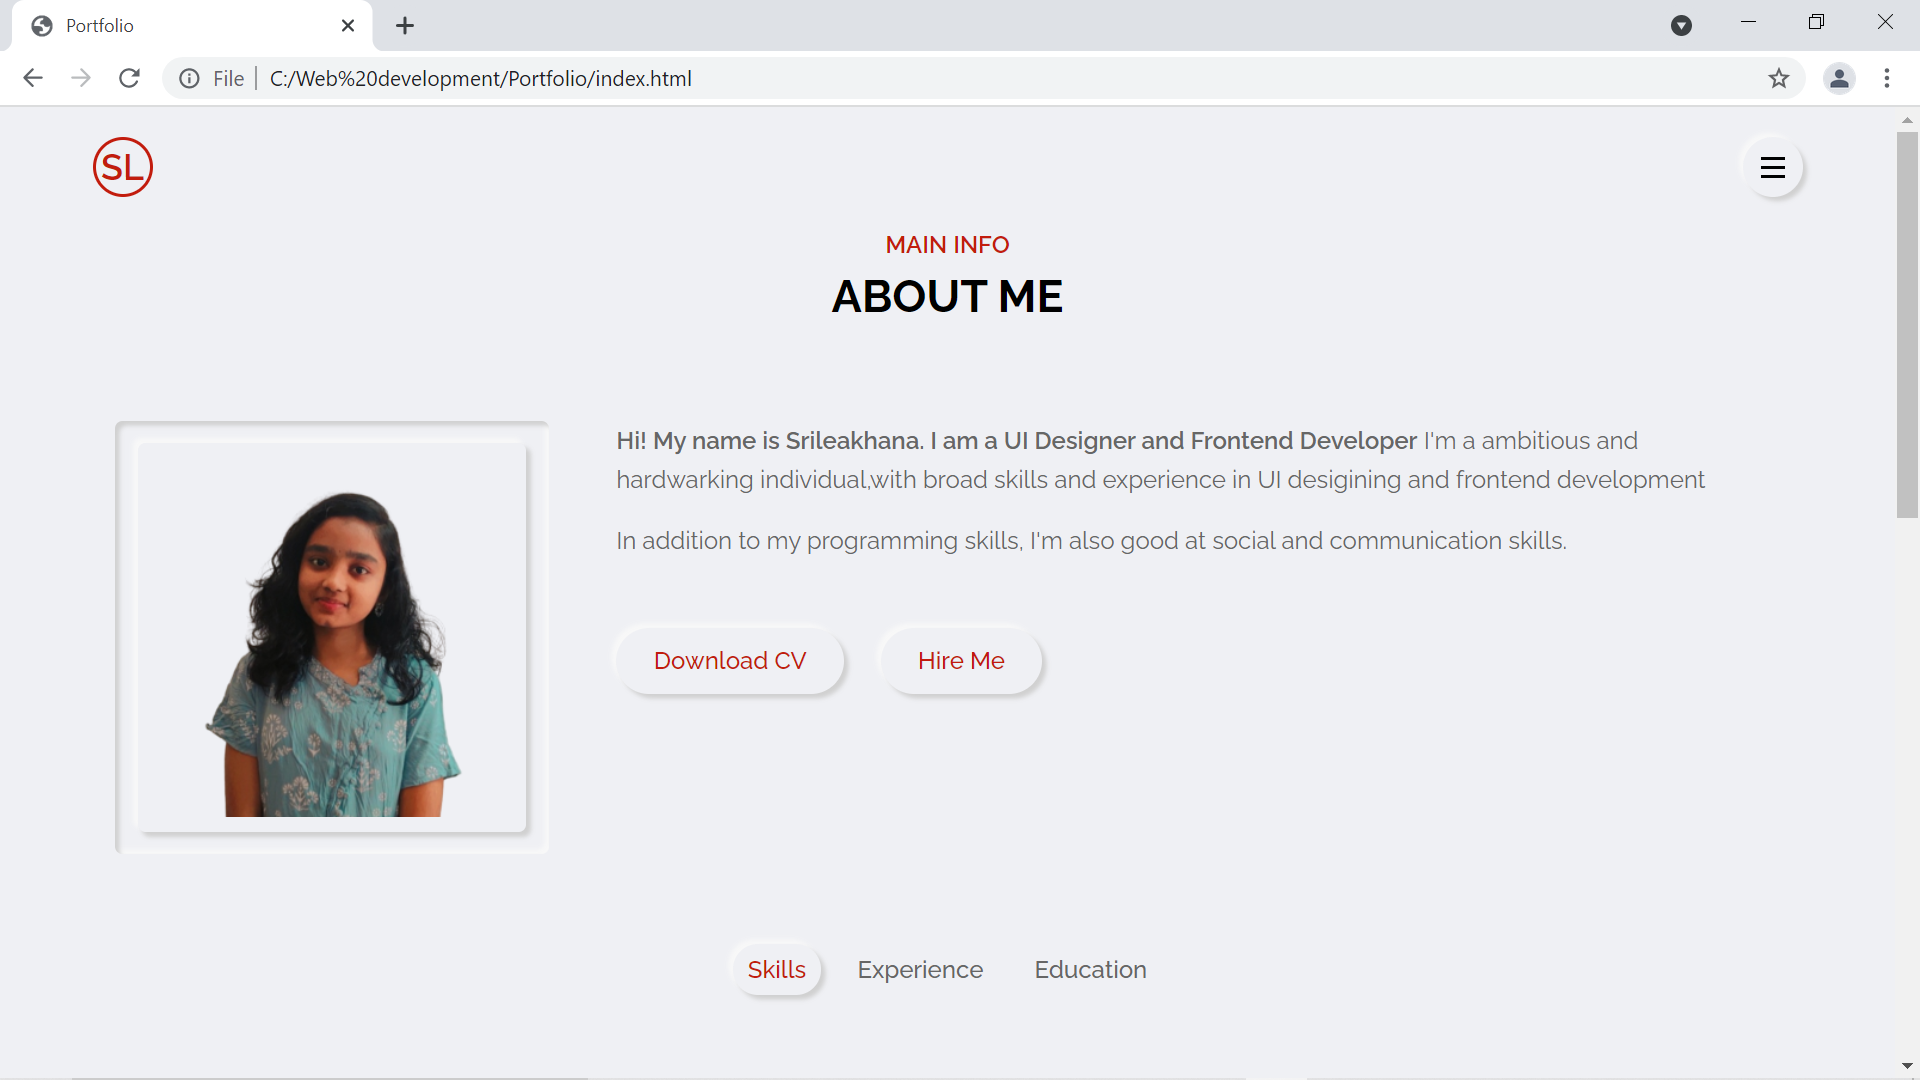 Portfolio
File
C:/Web%20development/Portfolio/index.html
SL
MAIN INFO
ABOUT ME
Hi! My name is Srileakhana. I am a UI Designer and Frontend Developer I'm a ambitious and
hardwarking individual,with broad skills and experience in UI desigining and frontend development
In addition to my programming skills, I'm also good at social and communication skills.
Download CV Hire Me
Skills Experience Education